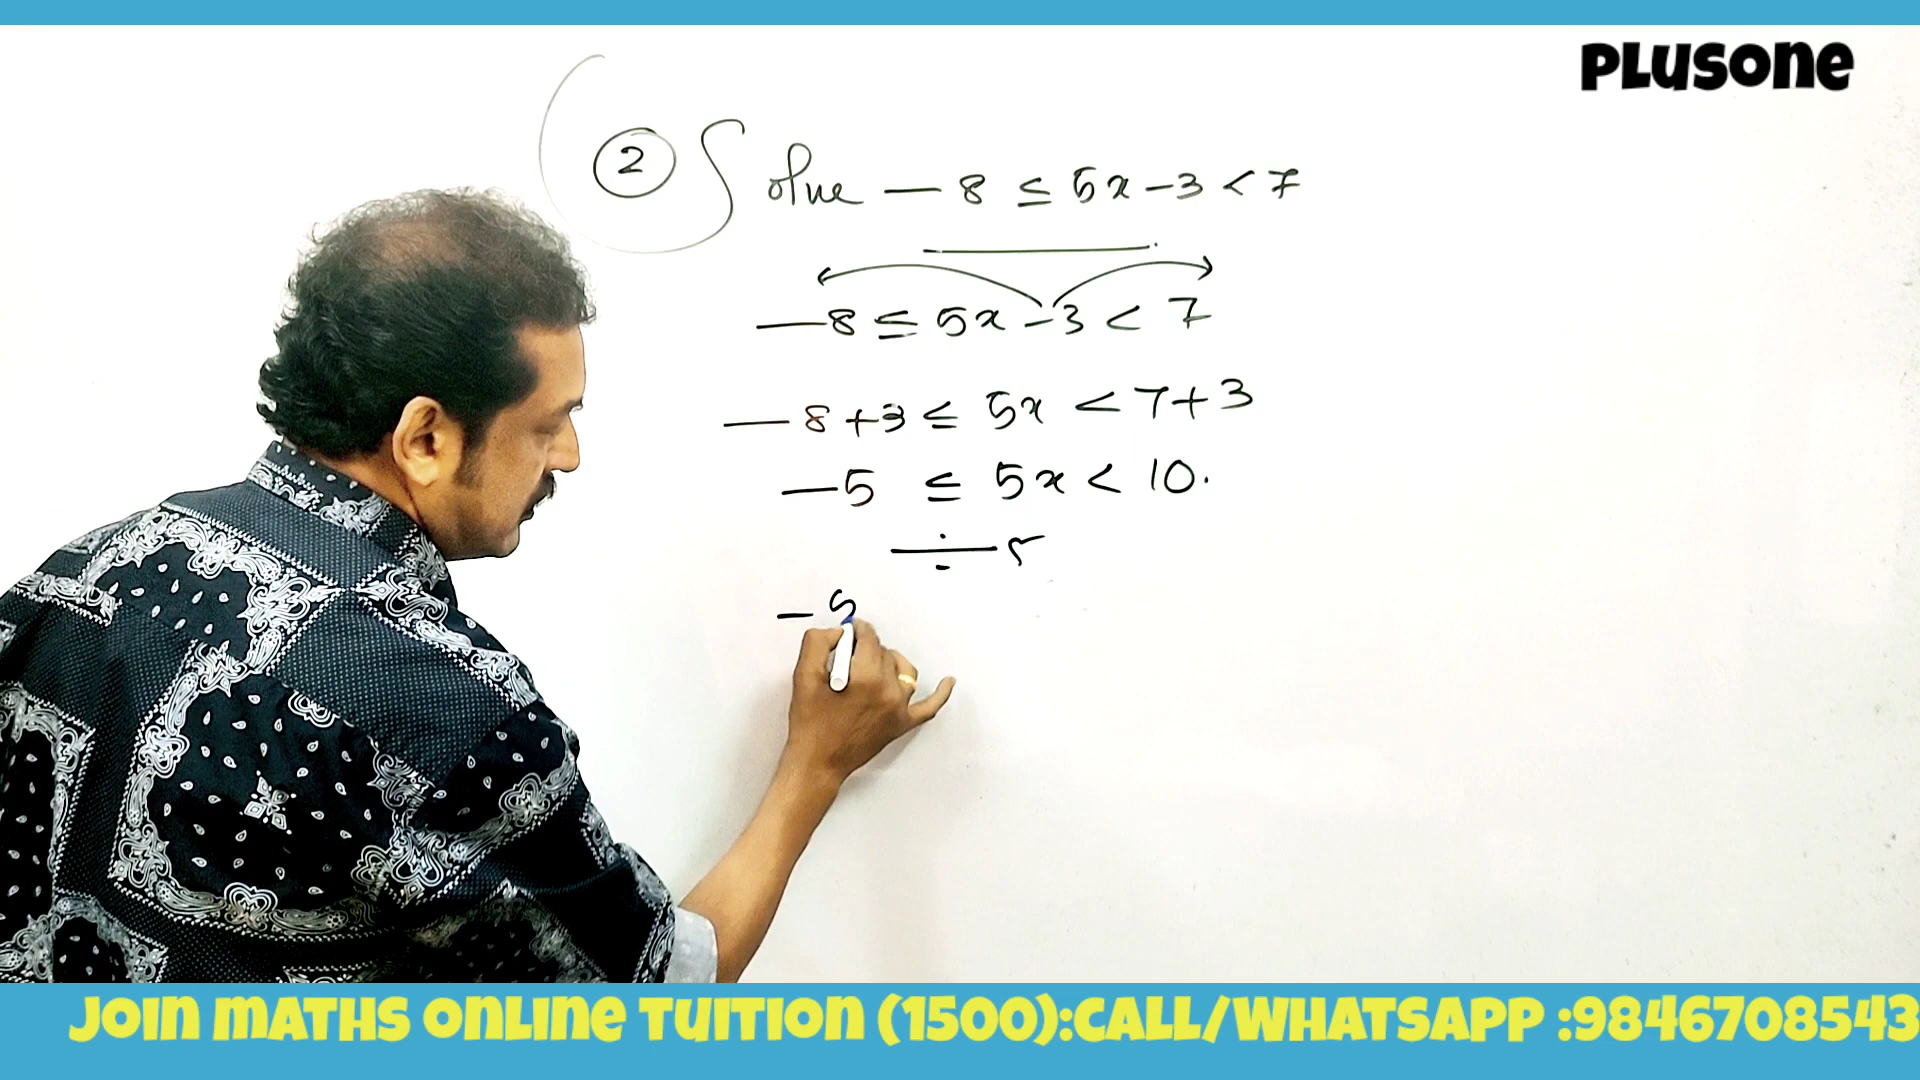 PLUSONE
2 Solve -8 ≤ 5x-3 < 7
-8 ≤ 5x-3 < 7
-8+3 ≤ 5x < 7+3
-5 ≤ 5x < 10.
÷ 5
-5
JOIN MATHS ONLINE TUITION (1500):CALL/WHATSAPP :9846708543